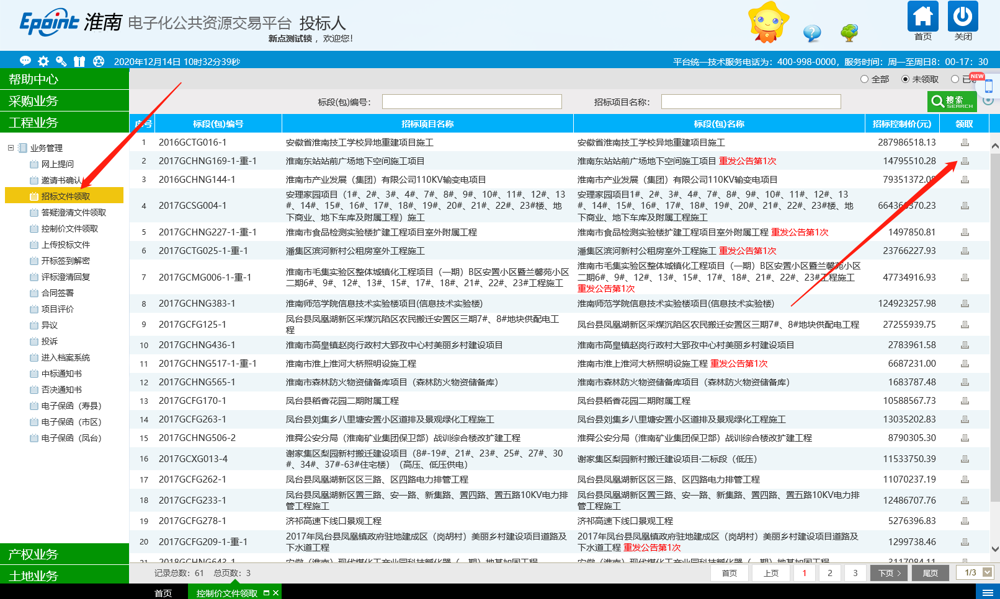 Epoint 淮南 电子化公共资源交易平台 投标人
新点测试锁，欢迎您！
首页 关闭
2020年12月14日 10时32分39秒 平台统一技术服务电话为：400-998-0000，服务时间：周一至周日8：00-17：30
帮助中心
采购业务
工程业务
业务管理
网上提问
邀请书确认
招标文件领取
答疑澄清文件领取
控制价文件领取
上传投标文件
开标签到解密
评标澄清回复
合同签署
项目评价
异议
投诉
进入档案系统
中标通知书
否决通知书
电子保函（寿县）
电子保函（市区）
电子保函（凤台）
产权业务
土地业务
全部 未领取 已
NEW
标段(包)编号： 招标项目名称： 搜索
SEARCH
序号 标段(包)编号 招标项目名称 标段(包)名称 招标控制价(元) 领取
1 2016GCTG016-1 安徽省淮南技工学校异地重建项目施工 安徽省淮南技工学校异地重建项目施工 287986518.13
2 2017GCHNG169-1-重-1 淮南东站站前广场地下空间施工项目 淮南东站站前广场地下空间施工项目 重发公告第1次 14795510.28
3 2016GCHNG144-1 淮南市产业发展（集团）有限公司110KV输变电项目 淮南市产业发展（集团）有限公司110KV输变电项目 79351372.08
4 2017GCSG004-1 安理家园项目（1#、2#、3#、4#、7#、8#、9#、10#、11#、12#、13
#、14#、15#、16#、17#、18#、19#、20#、21#、22#、23#楼、地
下商业、地下车库及附属工程）施工
安理家园项目1#、2#、3#、4#、7#、8#、9#、10#、11#、12#、13
#、14#、15#、16#、17#、18#、19#、20#、21#、22#、23#楼、地
下商业、地下车库及附属工程施工
5 2017GCHNG227-1-重-1 淮南市食品检测实验楼扩建工程项目室外附属工程 淮南市食品检测实验楼扩建工程项目室外附属工程 重发公告第1次 1497850.81
6 2017GCTG025-1-重-1 潘集区滨河新村公租房室外工程施工 潘集区滨河新村公租房室外工程施工 重发公告第1次 23766227.93
7 2017GCMG006-1-重-1 淮南市毛集实验区整体城镇化工程项目（一期）B区安置小区暨兰馨苑小区
二期6#、9#、12#、13#、15#、17#、18#、21#、22#、23#工程施工
淮南市毛集实验区整体城镇化工程项目（一期）B区安置小区暨兰馨苑小区
二期6#、9#、12#、13#、15#、17#、18#、21#、22#、23#工程施工
重发公告第1次 47734916.93
8 2017GCHNG383-1 淮南师范学院信息技术实验楼项目(信息技术实验楼) 淮南师范学院信息技术实验楼项目(信息技术实验楼) 124923257.98
9 2017GCFG125-1 凤台县凤凰湖新区采煤沉陷区农民搬迁安置区三期7#、8#地块供配电工
程
凤台县凤凰湖新区采煤沉陷区农民搬迁安置区三期7#、8#地块供配电工程 27255939.75
10 2017GCHNG436-1 淮南市高皇镇赵岗行政村大郢孜中心村美丽乡村建设项目 淮南市高皇镇赵岗行政村大郢孜中心村美丽乡村建设项目 2783961.58
11 2017GCHNG517-1-重-1 淮南市淮上淮河大桥照明设施工程 淮南市淮上淮河大桥照明设施工程 重发公告第1次 6687231.00
12 2017GCHNG565-1 淮南市森林防火物资储备库项目（森林防火物资储备库） 淮南市森林防火物资储备库项目（森林防火物资储备库） 1683787.48
13 2017GCFG170-1 凤台县稻香花园二期附属工程 凤台县稻香花园二期附属工程 10588567.73
14 2017GCFG263-1 凤台县刘集乡八里塘安置小区道排及景观绿化工程施工 凤台县刘集乡八里塘安置小区道排及景观绿化工程施工 13035202.83
15 2017GCHNG506-2 淮舜公安分局（淮南矿业集团保卫部）战训综合楼改扩建工程 淮舜公安分局（淮南矿业集团保卫部）战训综合楼改扩建工程 8790305.30
16 2017GCXG013-4 谢家集区梨园新村搬迁建设项目（8#-19#、21#、23#、25#、27#、30
#、34#、37#-63#住宅楼）（高压、低压供电）
谢家集区梨园新村搬迁建设项目·二标段（低压） 11533750.39
17 2017GCFG262-1 凤台县凤凰湖新区区三路、区四路电力排管工程 凤台县凤凰湖新区区三路、区四路电力排管工程 11070237.19
18 2017GCFG233-1 凤台县凤凰湖新区置三路、安一路、新集路、置四路、置五路10KV电力排
管工程施工
凤台县凤凰湖新区置三路、安一路、新集路、置四路、置五路10KV电力排
管工程施工 12486707.76
19 2017GCFG278-1 济祁高速下线口景观工程 济祁高速下线口景观工程 5276396.83
20 2017GCFG209-1-重-1 2017年凤台县凤凰镇政府驻地建成区（岗胡村）美丽乡村建设项目道路及
下水道工程
2017年凤台县凤凰镇政府驻地建成区（岗胡村）美丽乡村建设项目道路及
下水道工程 重发公告第1次 1299738.46
21 2018GCHNG643-1 安徽（淮南）现代煤化工产业园科技孵化器（一期）地基加固工程 安徽（淮南）现代煤化工产业园科技孵化器（一期）地基加固工程 3117084.11
记录总数：61 总页数：3 首页 上页 1 2 3 下页 尾页 1/3
首页 控制价文件领取